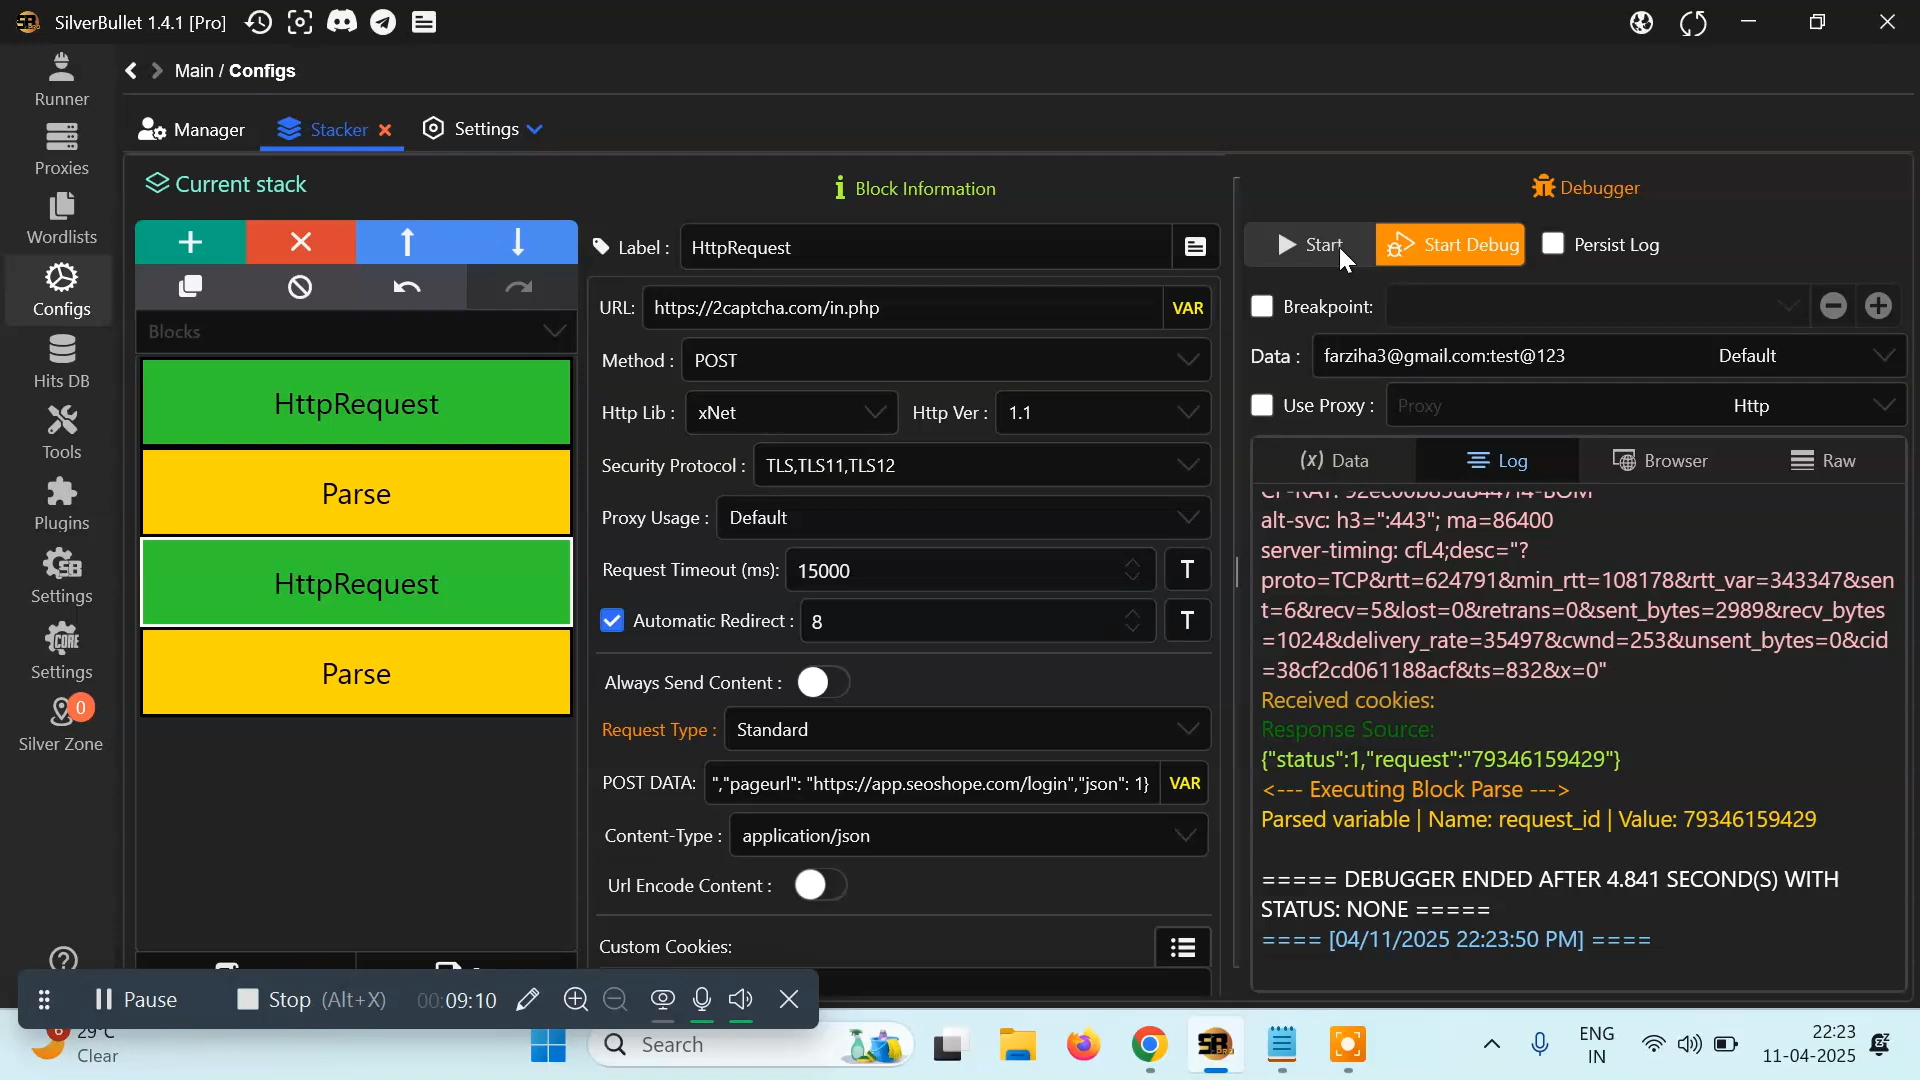 SilverBullet 1.4.1 [Pro]
Runner
Proxies
Wordlists
Configs
Hits DB
Tools
Plugins
Settings
Settings
0
Silver Zone
Main / Configs
Manager
Stacker
Settings
Current stack
Blocks
HttpRequest
Parse
HttpRequest
Parse
Block Information
Label : HttpRequest
URL: https://2captcha.com/in.php VAR
Method : POST
Http Lib : xNet Http Ver : 1.1
Security Protocol : TLS,TLS11,TLS12
Proxy Usage : Default
Request Timeout (ms): 15000 T
Automatic Redirect : 8 T
Always Send Content :
Request Type : Standard
POST DATA: ","pageurl": "https://app.seoshope.com/login","json": 1} VAR
Content-Type : application/json
Url Encode Content :
Custom Cookies:
Debugger
Start Start Debug Persist Log
Breakpoint:
Data : farziha3@gmail.com:test@123 Default
Use Proxy : Proxy Http
(x) Data Log Browser Raw
alt-svc: h3=":443"; ma=86400
server-timing: cfL4;desc="?
proto=TCP&rtt=624791&min_rtt=108178&rtt_var=343347&sen
t=6&recv=5&lost=0&retrans=0&sent_bytes=2989&recv_bytes
=1024&delivery_rate=35497&cwnd=253&unsent_bytes=0&cid
=38cf2cd061188acf&ts=832&x=0"
Received cookies:
Response Source:
{"status":1,"request":"79346159429"}
<--- Executing Block Parse --->
Parsed variable | Name: request_id | Value: 79346159429
===== DEBUGGER ENDED AFTER 4.841 SECOND(S) WITH
STATUS: NONE =====
==== [04/11/2025 22:23:50 PM] ====
Pause Stop (Alt+X) 00:09:10
29°C
Clear
Search
ENG
IN
22:23
11-04-2025